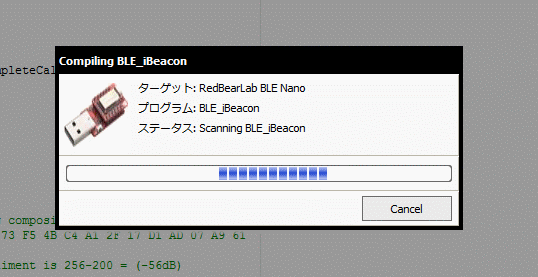 Compiling BLE_iBeacon
pleteCal
ターゲット: RedBearLab BLE Nano
プログラム: BLE_iBeacon
ステータス: Scanning BLE_iBeacon
Cancel
composi
73 F5 4B C4 A1 2F 17 D1 AD 07 A9 61
iment is 256-200 = (-56dB)